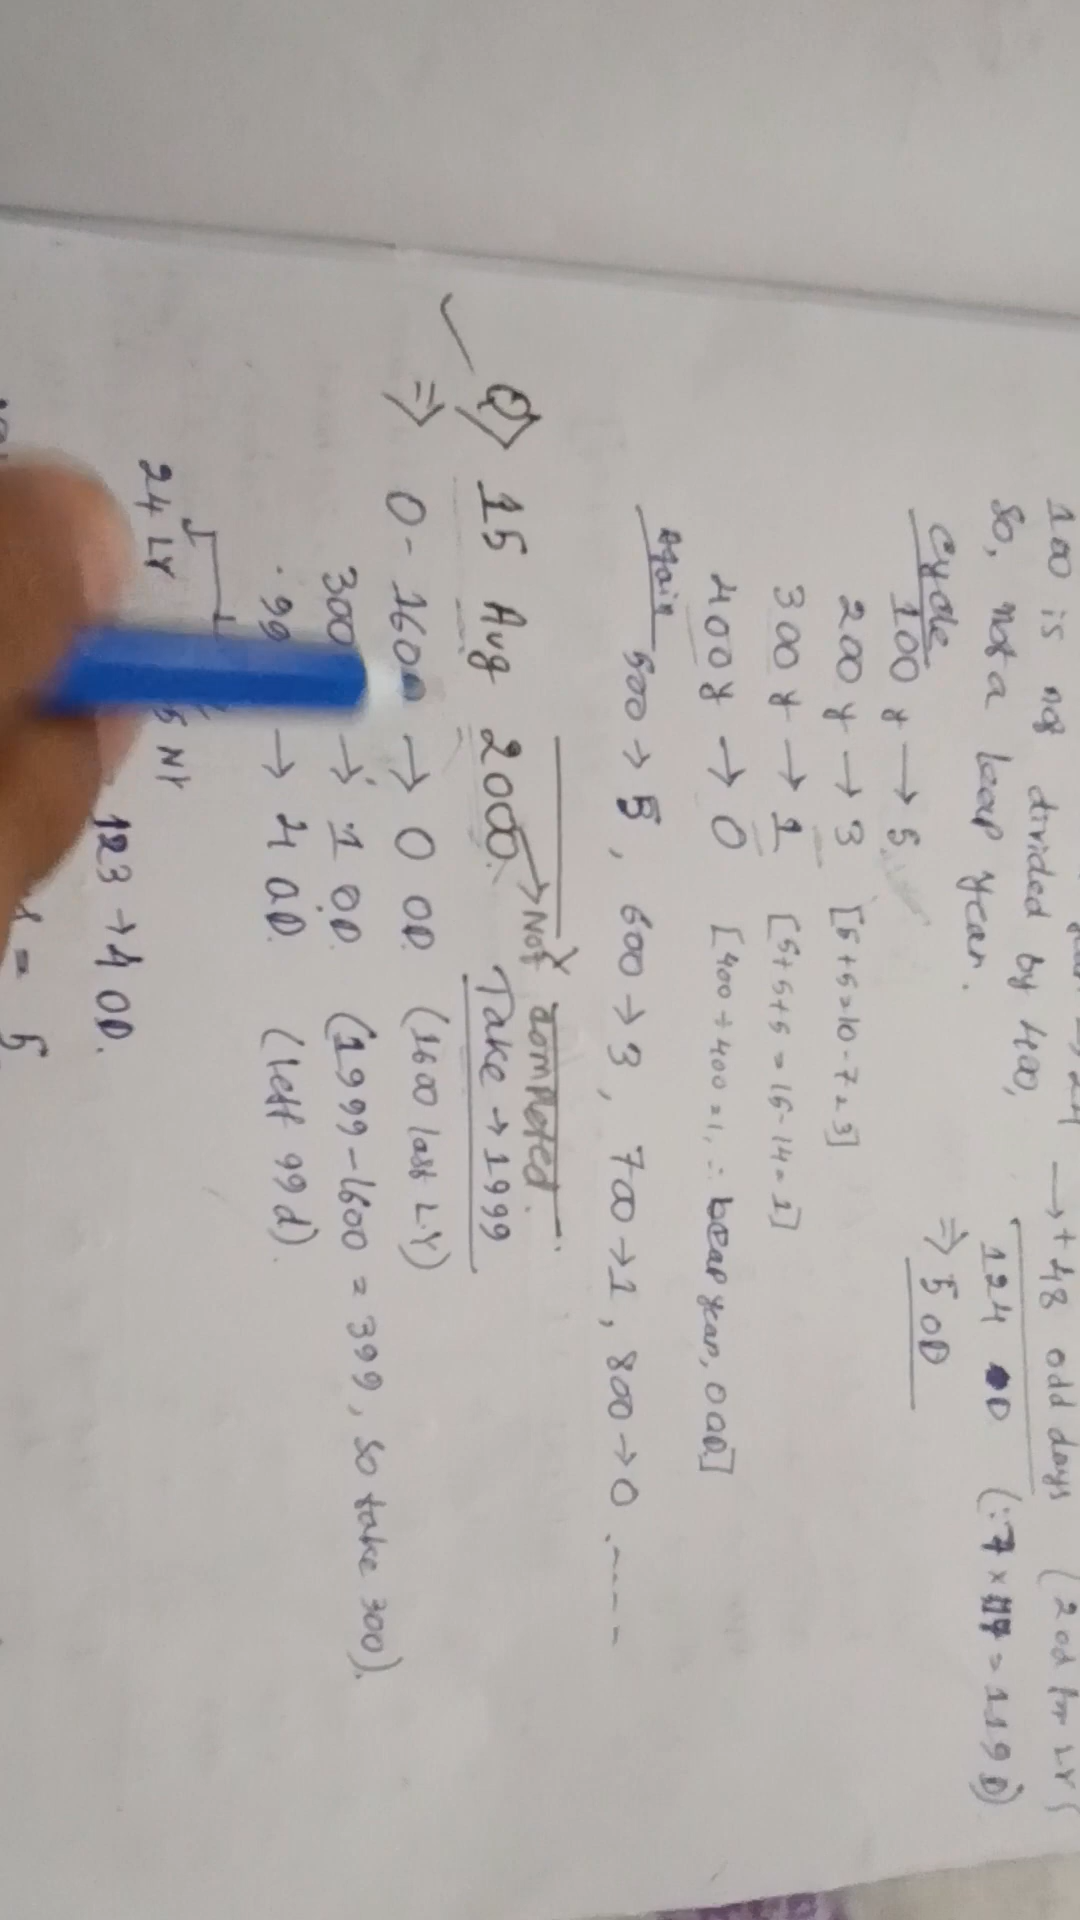 → + 48 odd days (2 od for LY)
100 is not divided by 400,
So, not a leap year.
124 OD (∵ 7 × 17 = 119 D)
⇒ 5 OD
Cycle
100 y → 5
200 y → 3 [5+5=10-7=3]
300 y → 1 [5+5+5=15-14=1]
400 y → 0 [400÷400=1, ∴ leap year, 0 OD]
Again
500 → 5, 600 → 3, 700 → 1, 800 → 0 .----
Q> 15 Aug 2000. → Not completed.
Take → 1999
⇒ 0 - 1600 → 0 OD. (1600 last L.Y)
300 → 1 OD. (1999-1600 = 399, so take 300).
99 → 4 OD. (left 99 d).
24 LY 5 NY
123 → 4 OD.
= 5